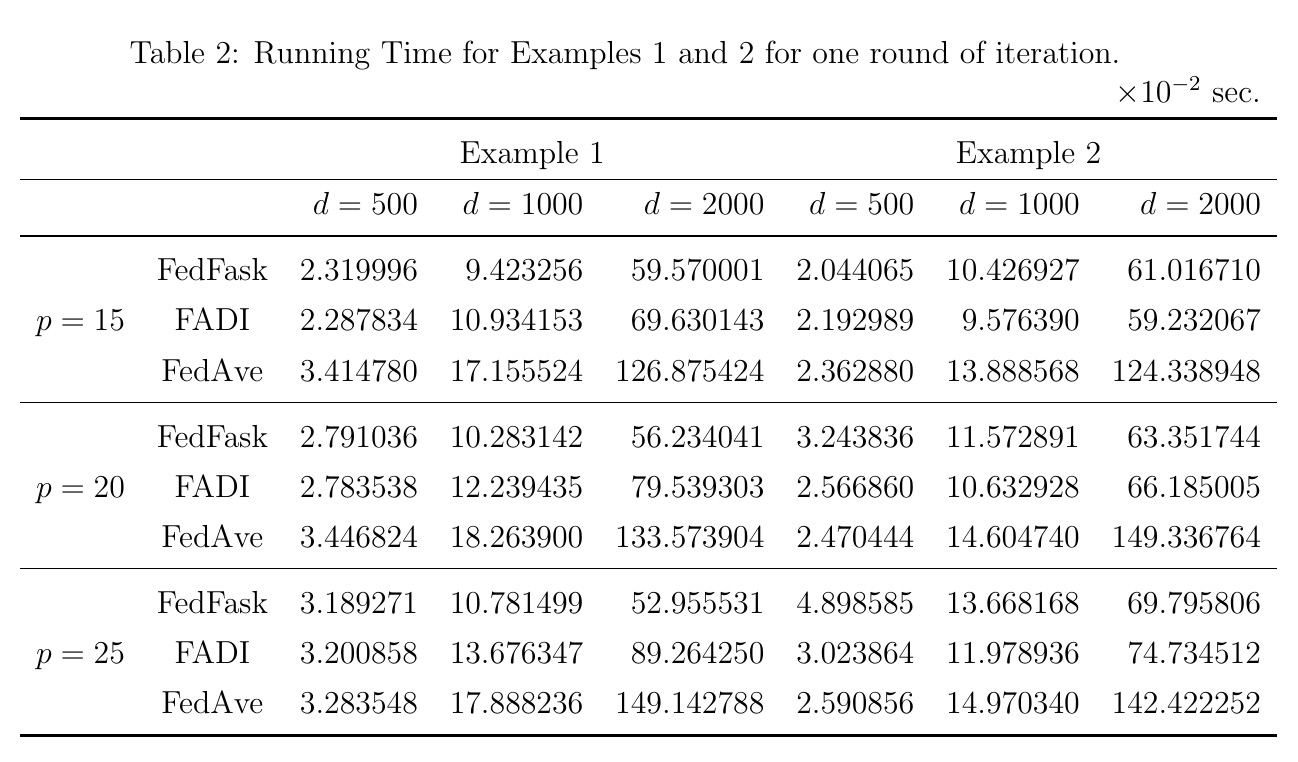 Table 2: Running Time for Examples 1 and 2 for one round of iteration.
×10⁻² sec.
Example 1 Example 2
d = 500 d = 1000 d = 2000 d = 500 d = 1000 d = 2000
FedFask 2.319996 9.423256 59.570001 2.044065 10.426927 61.016710
p = 15 FADI 2.287834 10.934153 69.630143 2.192989 9.576390 59.232067
FedAve 3.414780 17.155524 126.875424 2.362880 13.888568 124.338948
FedFask 2.791036 10.283142 56.234041 3.243836 11.572891 63.351744
p = 20 FADI 2.783538 12.239435 79.539303 2.566860 10.632928 66.185005
FedAve 3.446824 18.263900 133.573904 2.470444 14.604740 149.336764
FedFask 3.189271 10.781499 52.955531 4.898585 13.668168 69.795806
p = 25 FADI 3.200858 13.676347 89.264250 3.023864 11.978936 74.734512
FedAve 3.283548 17.888236 149.142788 2.590856 14.970340 142.422252